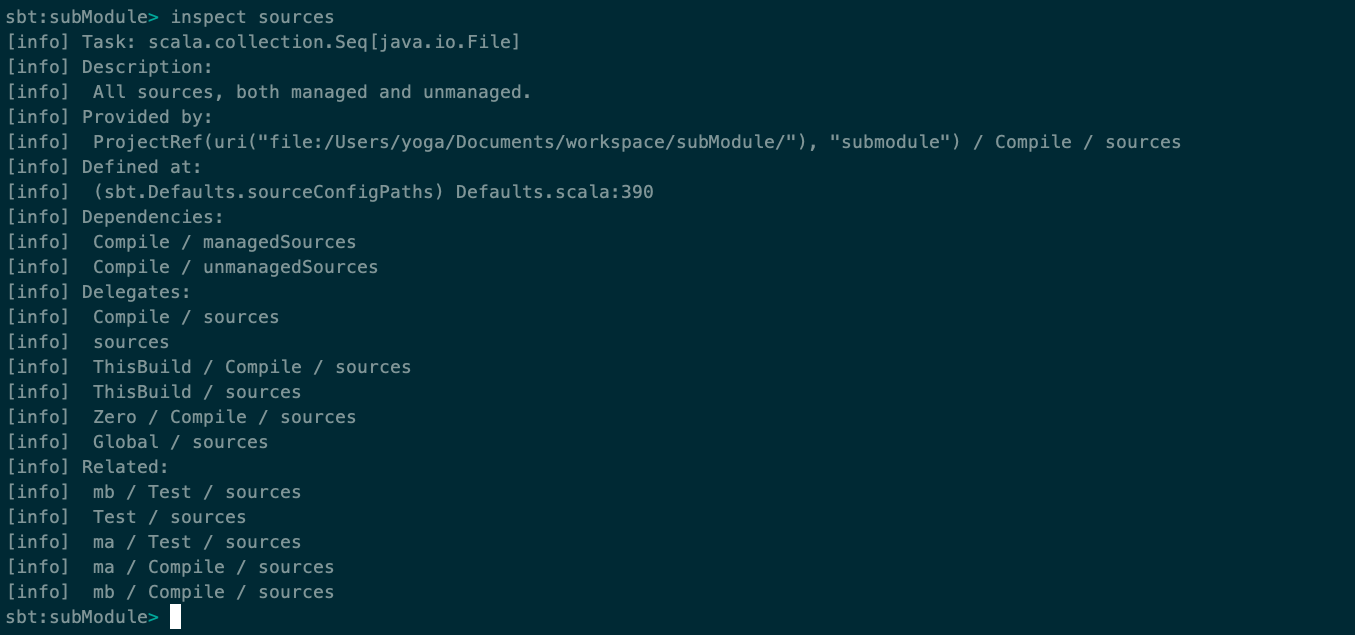 sbt:subModule> inspect sources
[info] Task: scala.collection.Seq[java.io.File]
[info] Description:
[info]  All sources, both managed and unmanaged.
[info] Provided by:
[info]  ProjectRef(uri("file:/Users/yoga/Documents/workspace/subModule/"), "submodule") / Compile / sources
[info] Defined at:
[info]  (sbt.Defaults.sourceConfigPaths) Defaults.scala:390
[info] Dependencies:
[info]  Compile / managedSources
[info]  Compile / unmanagedSources
[info] Delegates:
[info]  Compile / sources
[info]  sources
[info]  ThisBuild / Compile / sources
[info]  ThisBuild / sources
[info]  Zero / Compile / sources
[info]  Global / sources
[info] Related:
[info]  mb / Test / sources
[info]  Test / sources
[info]  ma / Test / sources
[info]  ma / Compile / sources
[info]  mb / Compile / sources
sbt:subModule>